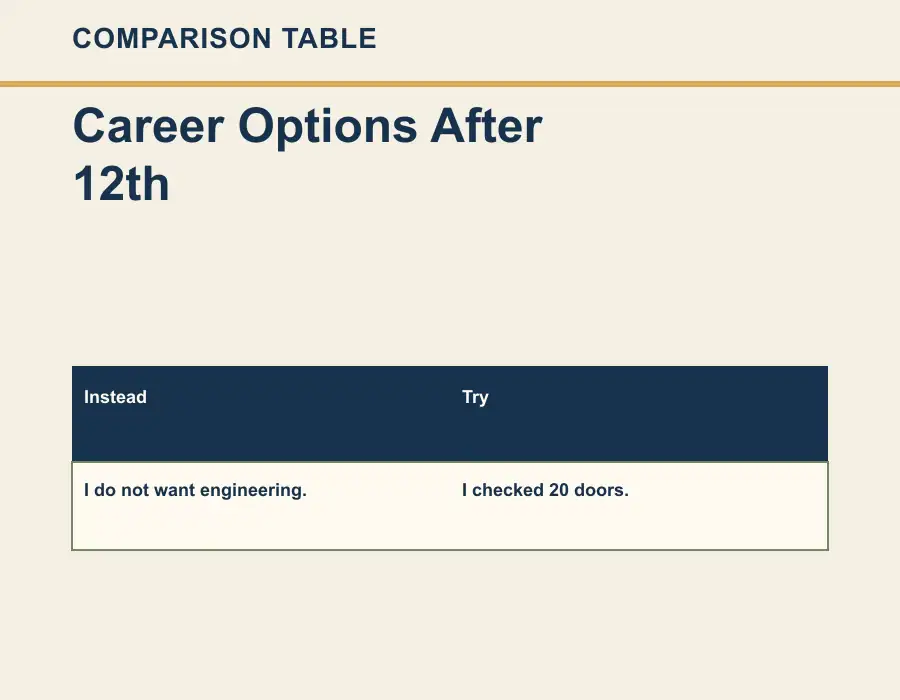 COMPARISON TABLE
Career Options After
12th
Instead Try
I do not want engineering. I checked 20 doors.